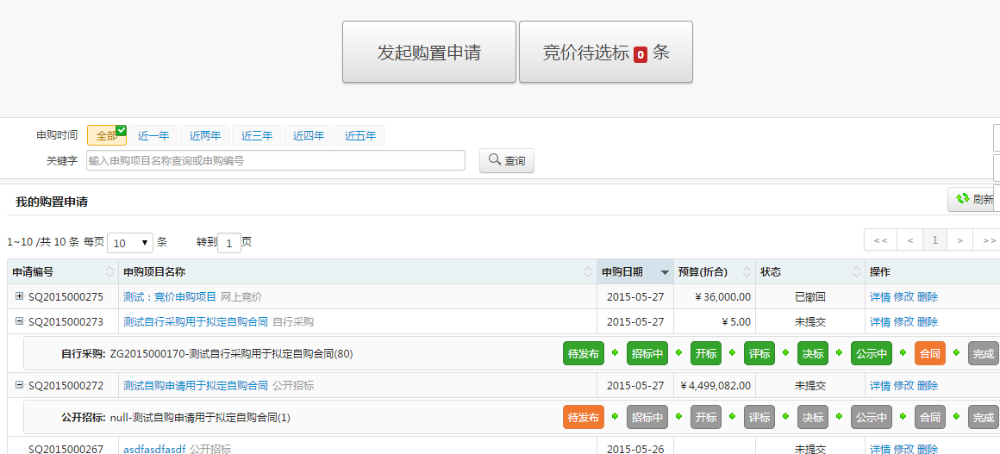 发起购置申请 竞价待选标 0 条
申购时间 全部 近一年 近两年 近三年 近四年 近五年
关键字 输入申购项目名称查询或申购编号 查询
我的购置申请 刷新
1~10 /共 10 条 每页 10 条 转到 1 页 << < 1 > >>
申请编号 申购项目名称 申购日期 预算(折合) 状态 操作
SQ2015000275 测试：竞价申购项目 网上竞价 2015-05-27 ￥36,000.00 已撤回 详情 修改 删除
SQ2015000273 测试自行采购用于拟定自购合同 自行采购 2015-05-27 ￥5.00 未提交 详情 修改 删除
自行采购: ZG2015000170-测试自行采购用于拟定自购合同(80) 待发布 招标中 开标 评标 决标 公示中 合同 完成
SQ2015000272 测试自购申请用于拟定自购合同 公开招标 2015-05-27 ￥4,499,082.00 未提交 详情 修改 删除
公开招标: null-测试自购申请用于拟定自购合同(1) 待发布 招标中 开标 评标 决标 公示中 合同 完成
SQ2015000267 asdfasdfasdf 公开招标 2015-05-26 未提交 详情 修改 删除